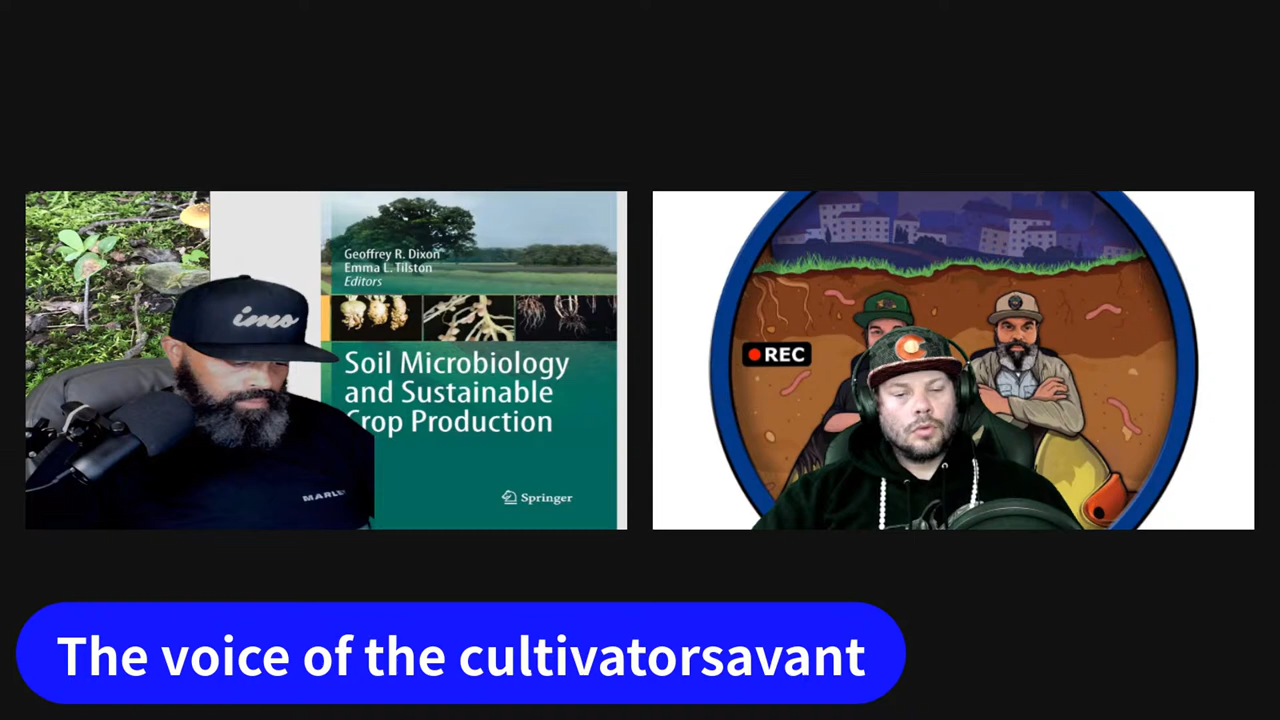 Geoffrey R. Dixon
Emma L. Tilston
Editors
imo
Soil Microbiology
and Sustainable
Crop Production
Springer
REC
The voice of the cultivatorsavant